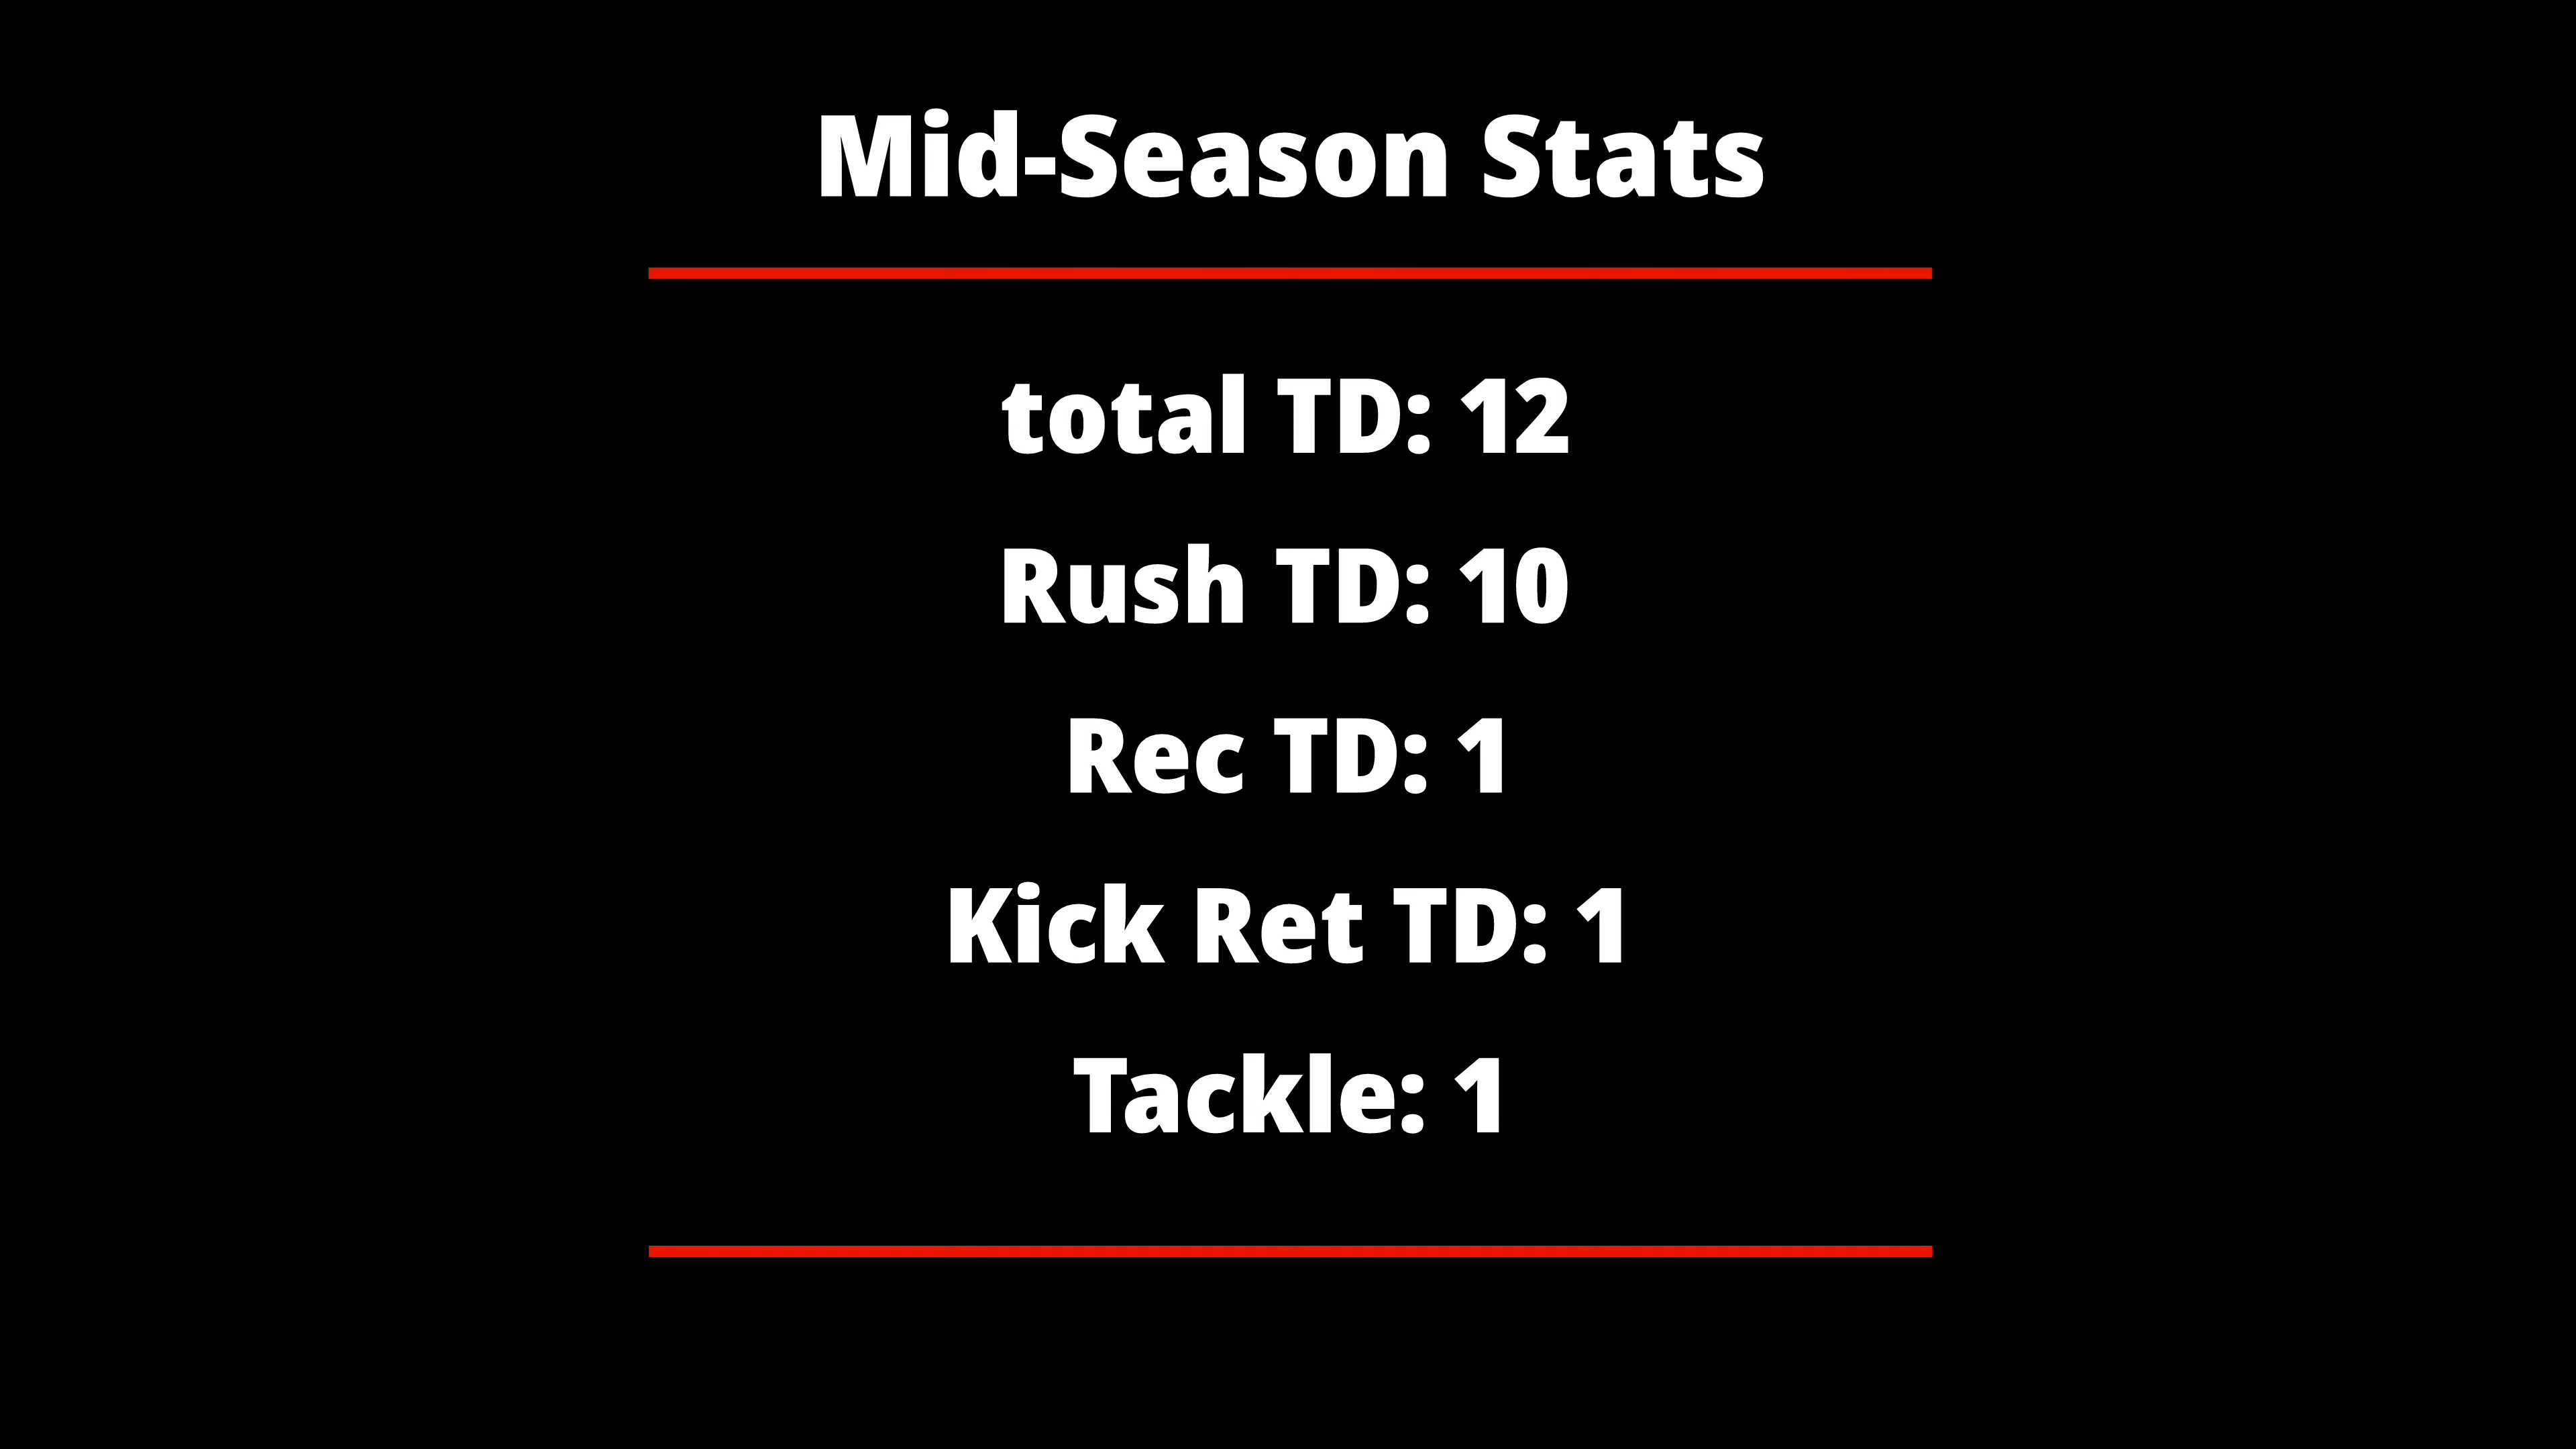 Mid-Season Stats
total TD: 12
Rush TD: 10
Rec TD: 1
Kick Ret TD: 1
Tackle: 1